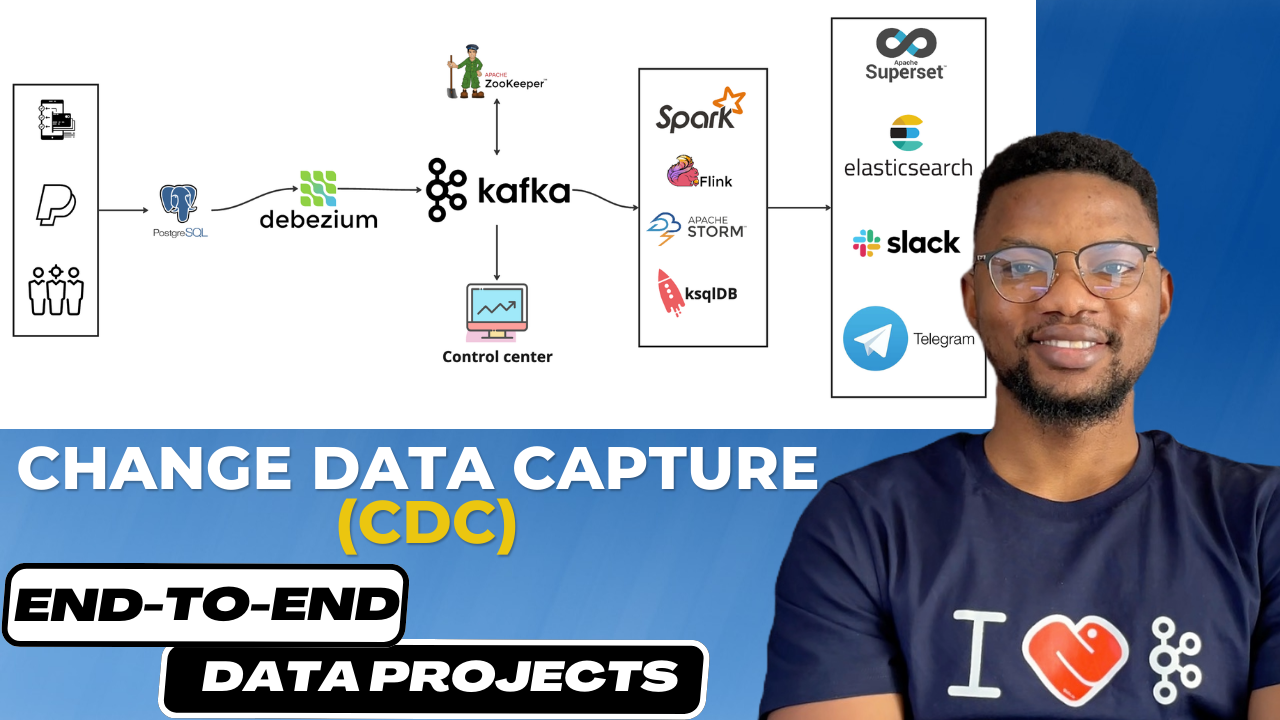 APACHE
ZooKeeper™
PostgreSQL
debezium
kafka
Control center
Spark
Flink
APACHE
STORM™
ksqlDB
Apache
Superset™
elasticsearch
slack
Telegram
CHANGE DATA CAPTURE
(CDC)
END-TO-END
DATA PROJECTS
I